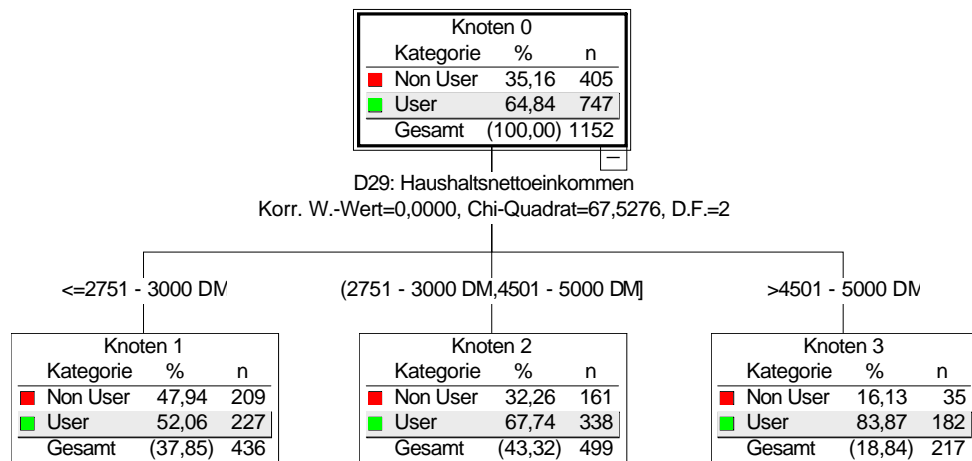 Knoten 0
Kategorie % n
Non User 35,16 405
User 64,84 747
Gesamt (100,00) 1152
D29: Haushaltsnettoeinkommen
Korr. W.-Wert=0,0000, Chi-Quadrat=67,5276, D.F.=2
<=2751 - 3000 DM
(2751 - 3000 DM,4501 - 5000 DM]
>4501 - 5000 DM
Knoten 1
Kategorie % n
Non User 47,94 209
User 52,06 227
Gesamt (37,85) 436
Knoten 2
Kategorie % n
Non User 32,26 161
User 67,74 338
Gesamt (43,32) 499
Knoten 3
Kategorie % n
Non User 16,13 35
User 83,87 182
Gesamt (18,84) 217